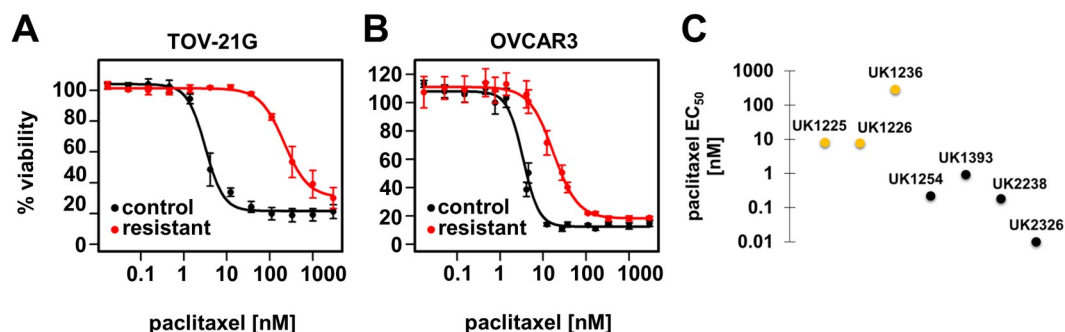 A
TOV-21G
% viability
100
80
60
40
20
0
control
resistant
0.1 1 10 100 1000
paclitaxel [nM]
B
OVCAR3
120
100
80
60
40
20
0
control
resistant
0.1 1 10 100 1000
paclitaxel [nM]
C
paclitaxel EC50
[nM]
1000
100
10
1
0.1
0.01
UK1236
UK1225
UK1226
UK1393
UK1254
UK2238
UK2326